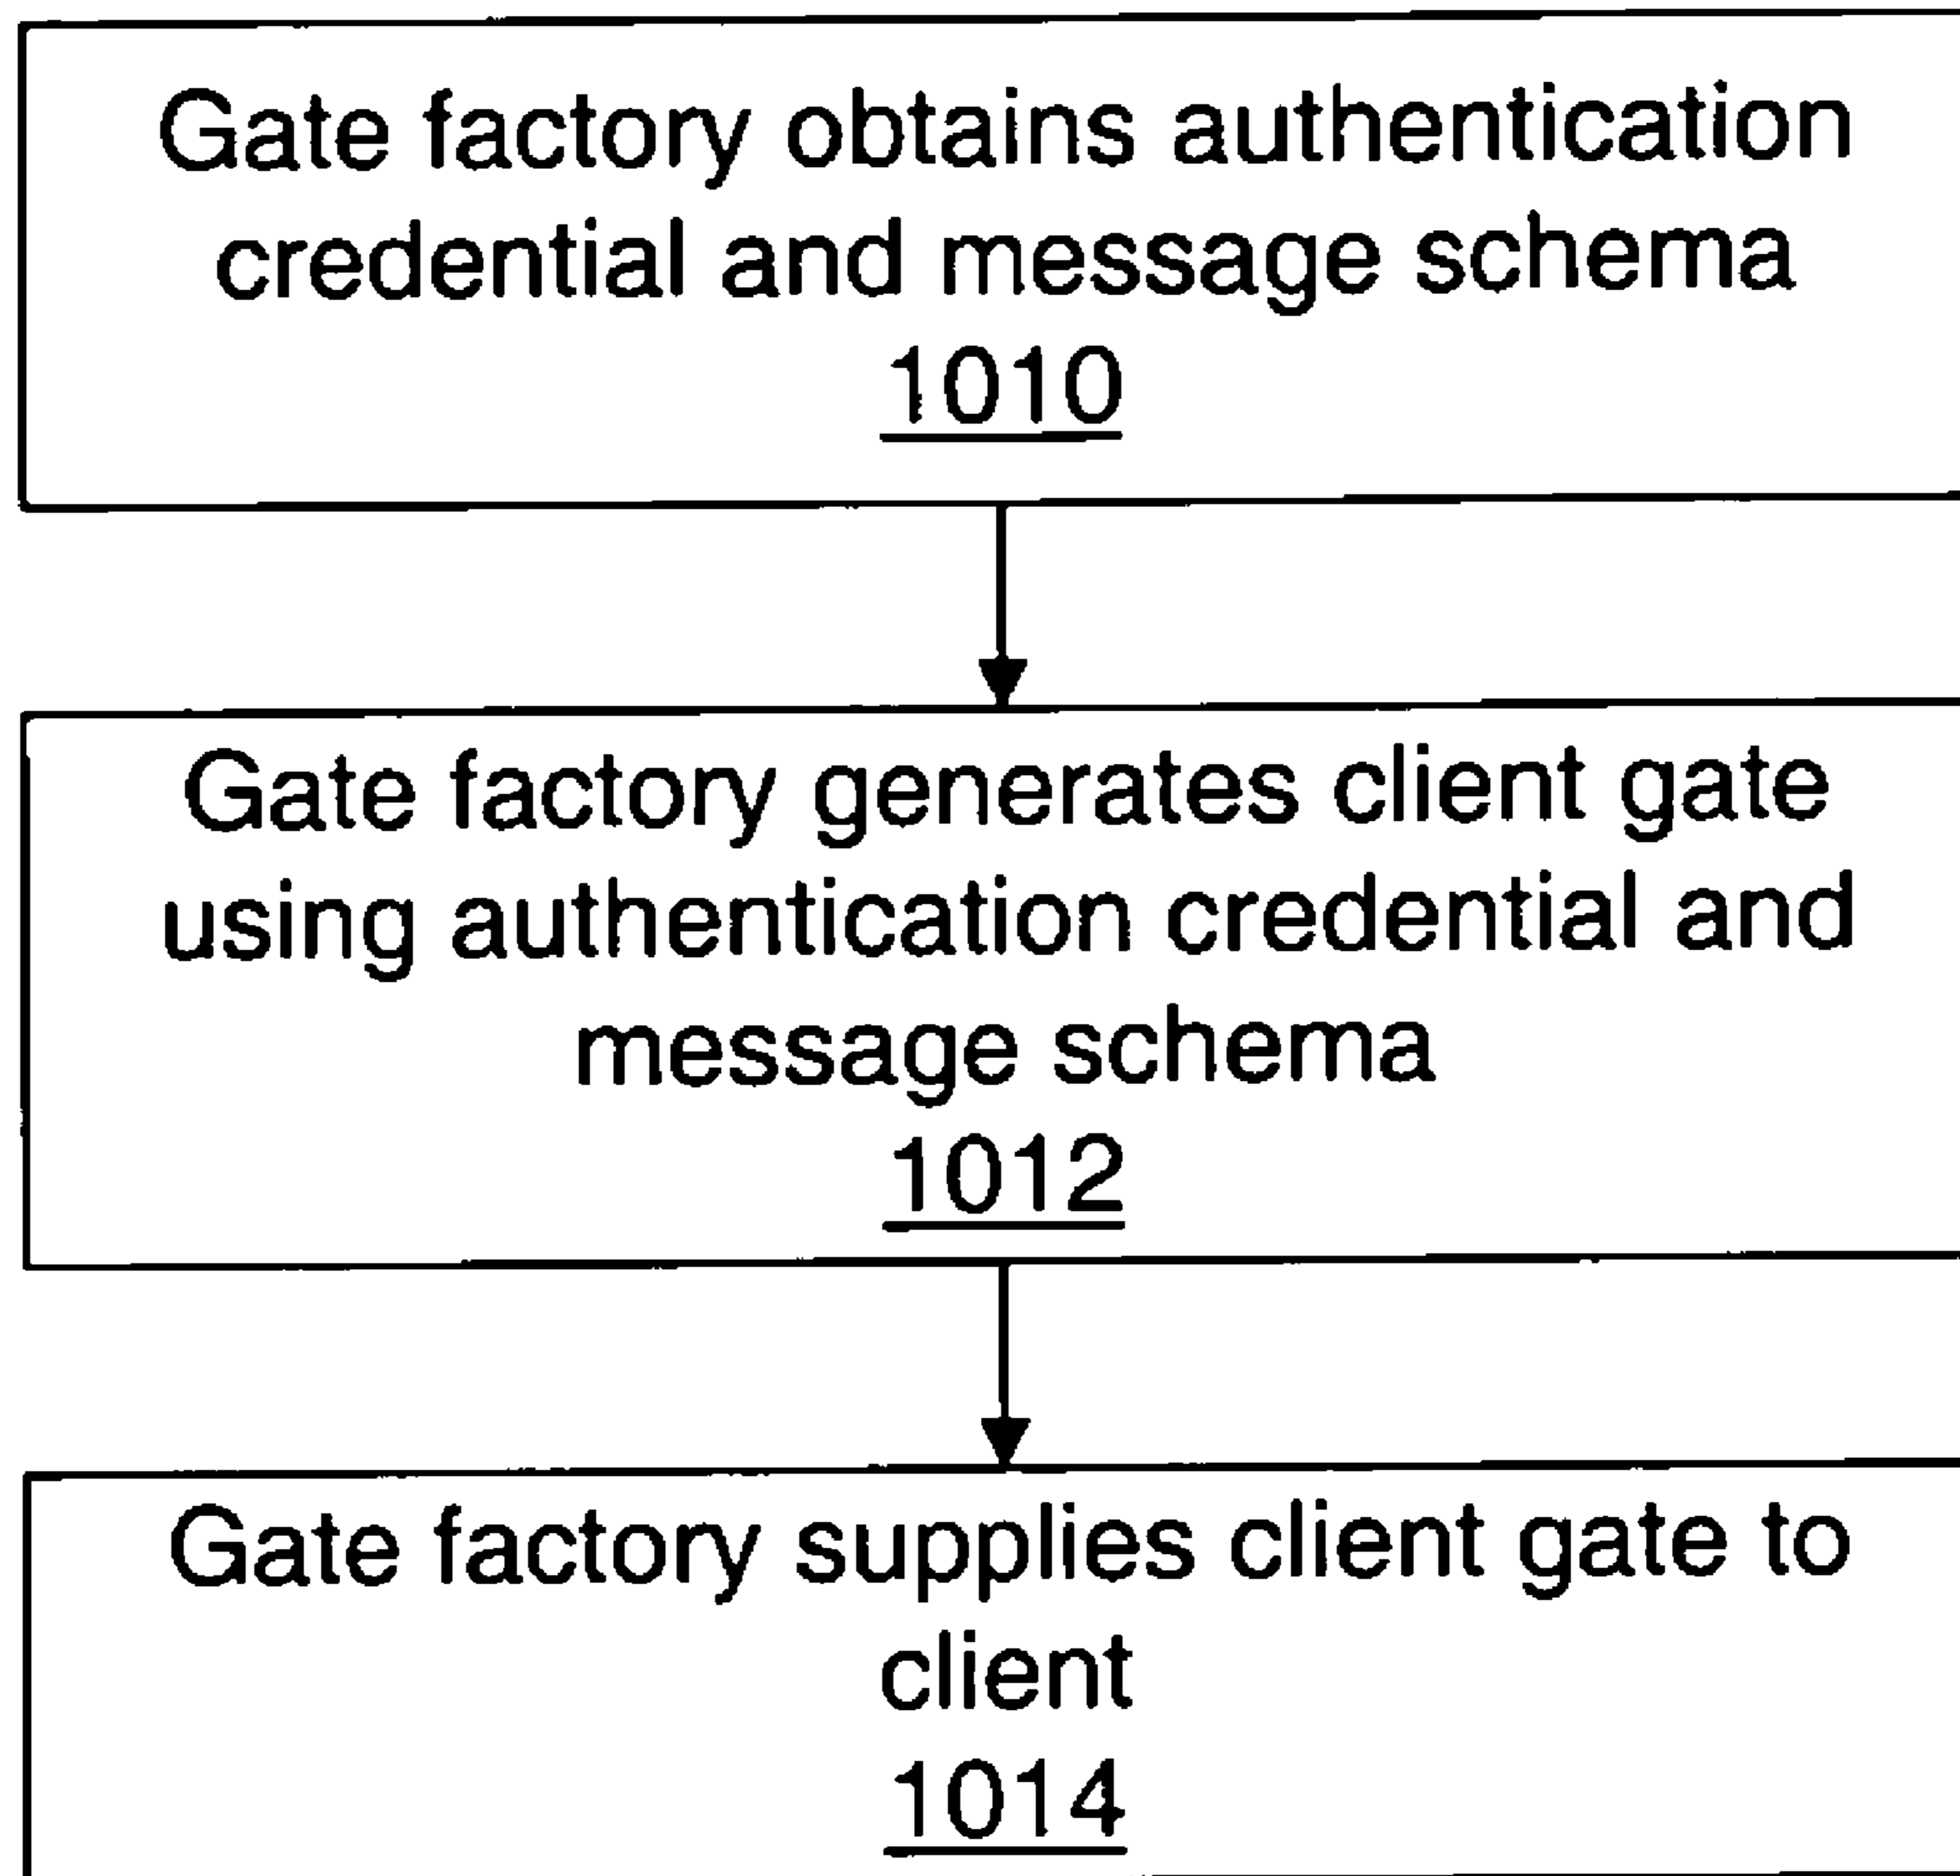 Gate factory obtains authentication
credential and message schema
1010
Gate factory generates client gate
using authentication credential and
message schema
1012
Gate factory supplies client gate to
client
1014